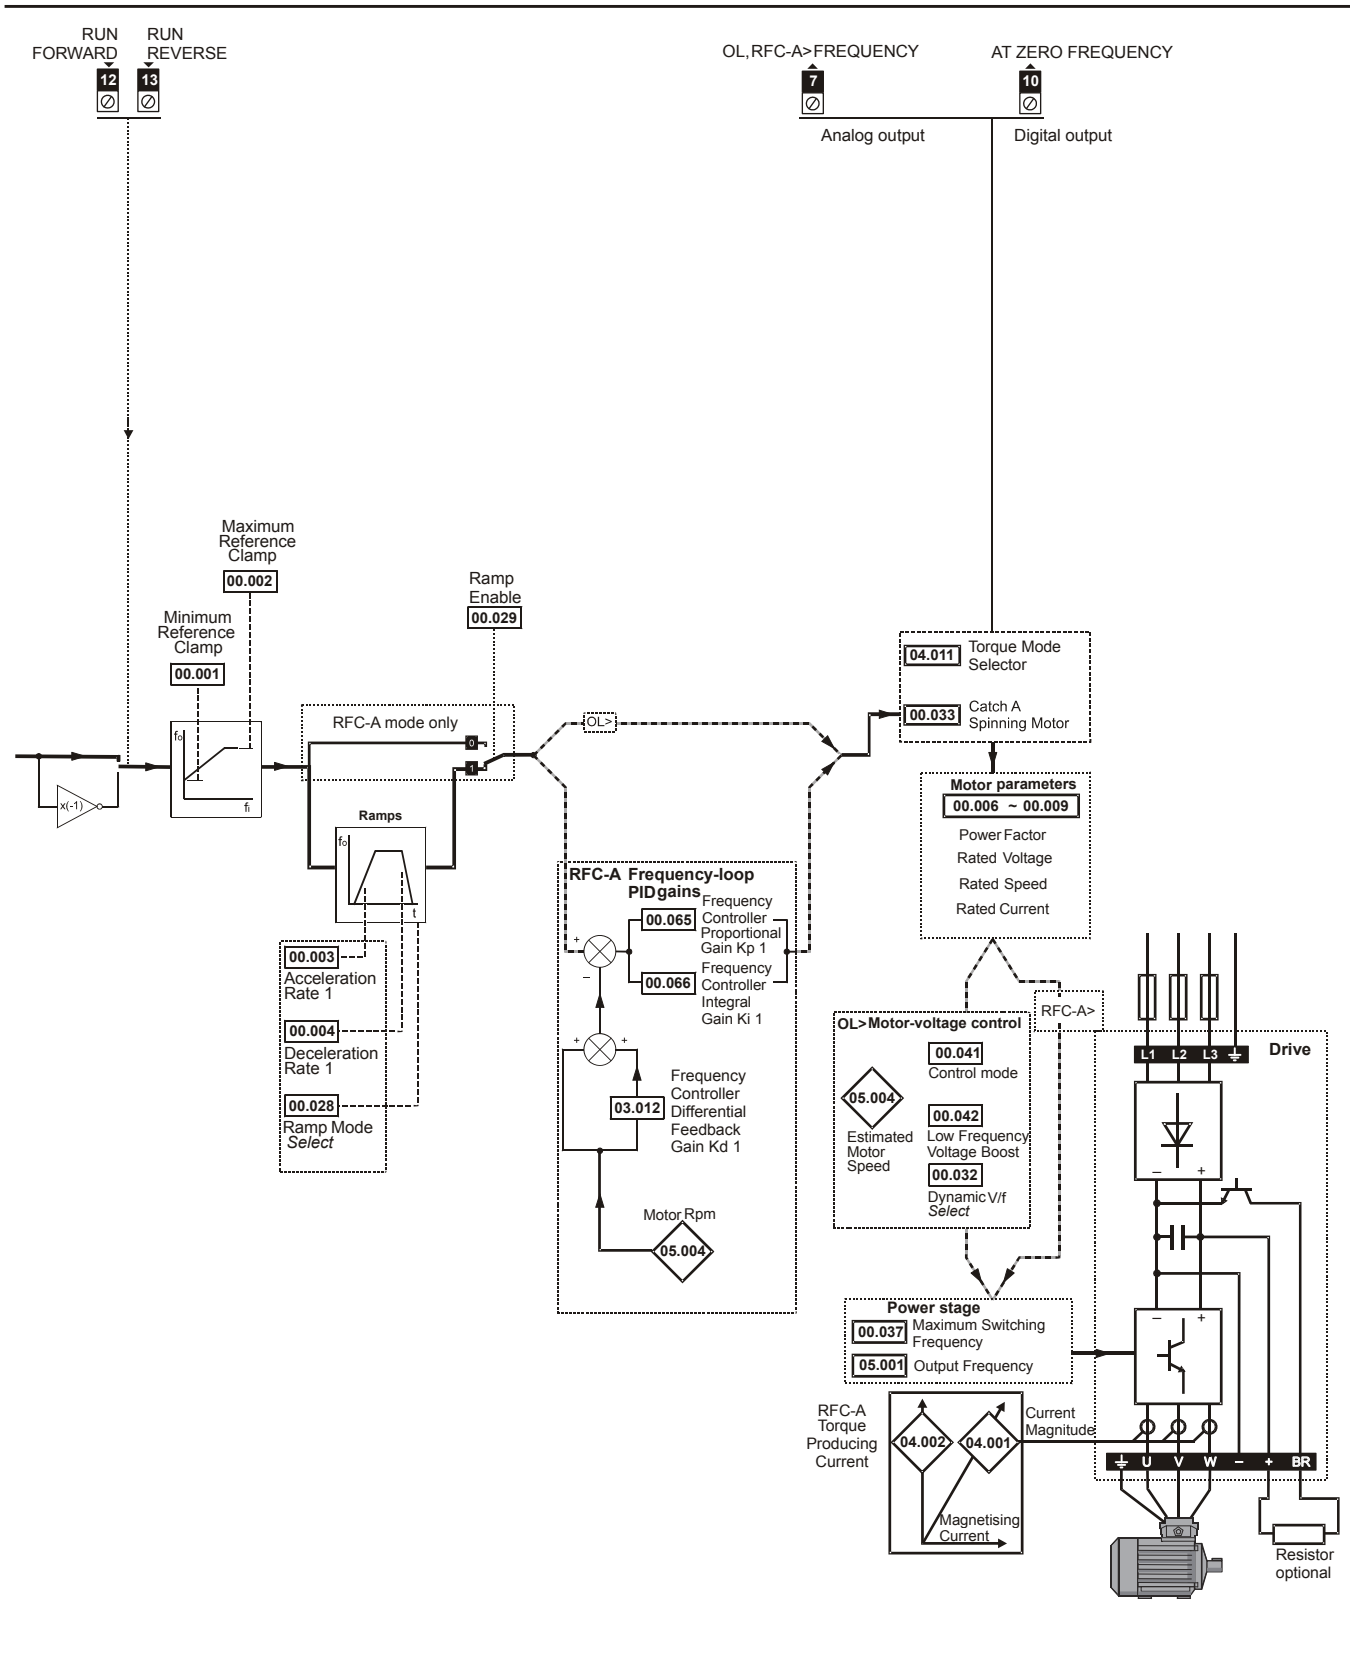 RUN
FORWARD
RUN
REVERSE
12
13
OL,RFC-A>FREQUENCY
AT ZERO FREQUENCY
7
10
Analog output
Digital output
Maximum
Reference
Clamp
00.002
Minimum
Reference
Clamp
00.001
Ramp
Enable
00.029
RFC-A mode only
0
1
OL>
x(-1)
fo
fi
Ramps
fo
t
00.003
Acceleration
Rate 1
00.004
Deceleration
Rate 1
00.028
Ramp Mode
Select
RFC-A Frequency-loop
PID gains
00.065
Frequency
Controller
Proportional
Gain Kp 1
00.066
Frequency
Controller
Integral
Gain Ki 1
+
–
+
+
03.012
Frequency
Controller
Differential
Feedback
Gain Kd 1
Motor Rpm
05.004
04.011
Torque Mode
Selector
00.033
Catch A
Spinning Motor
Motor parameters
00.006 ~ 00.009
Power Factor
Rated Voltage
Rated Speed
Rated Current
RFC-A>
OL> Motor-voltage control
00.041
Control mode
05.004
Estimated
Motor
Speed
00.042
Low Frequency
Voltage Boost
00.032
Dynamic V/f
Select
Power stage
00.037
Maximum Switching
Frequency
05.001
Output Frequency
RFC-A
Torque
Producing
Current
04.002
04.001
Current
Magnitude
Magnetising
Current
Drive
L1 L2 L3
– +
– +
U V W – + BR
Resistor
optional